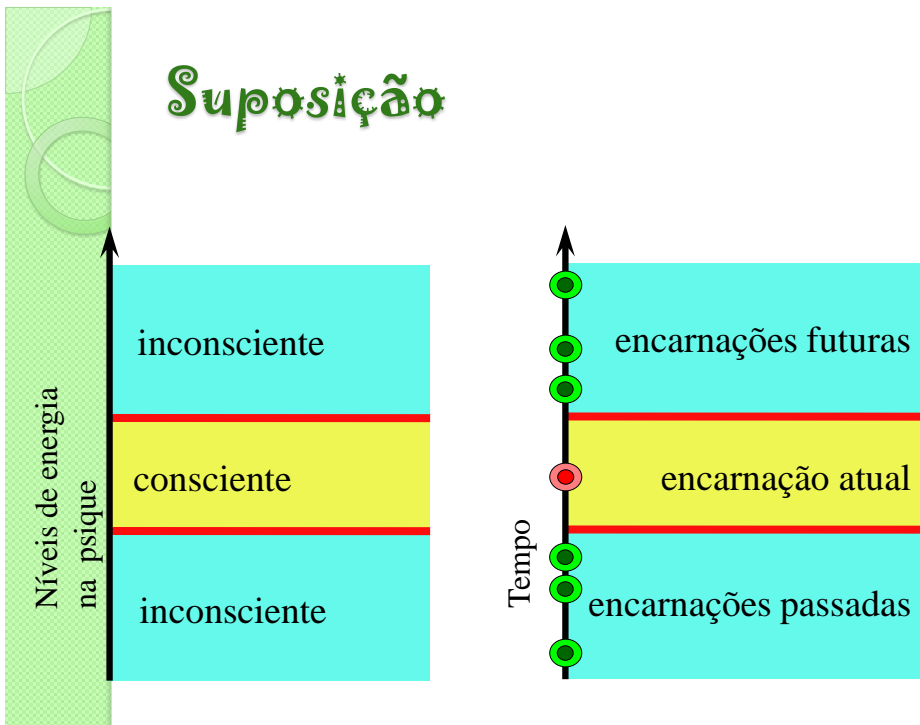 Suposição
Níveis de energia
na psique
inconsciente
consciente
inconsciente
Tempo
encarnações futuras
encarnação atual
encarnações passadas